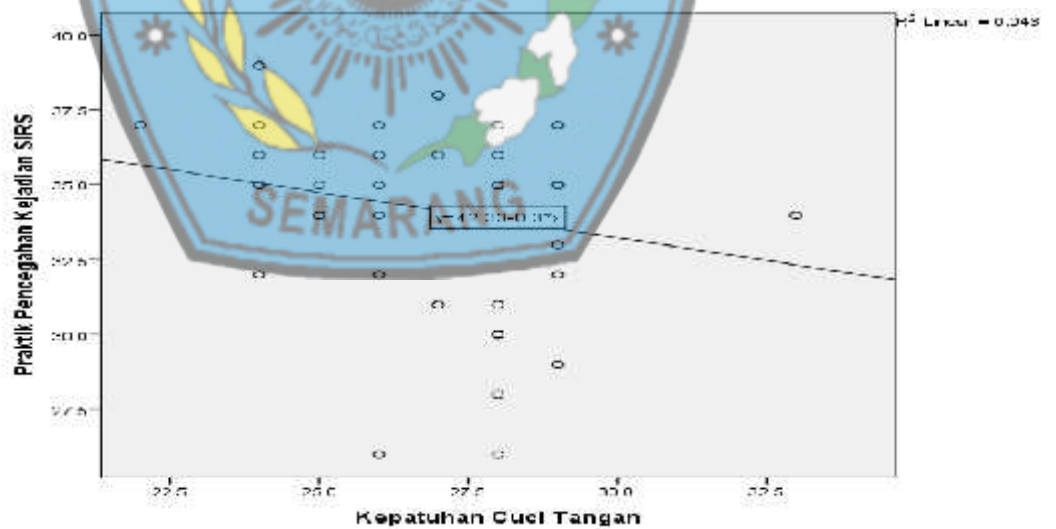 R² Linear = 0.048
40.0
37.5
35.0
32.5
30.0
27.5
Praktik Pencegahan Kejadian SIRS
SEMARANG
22.5 25.0 27.5 30.0 32.5
Kepatuhan Cuci Tangan